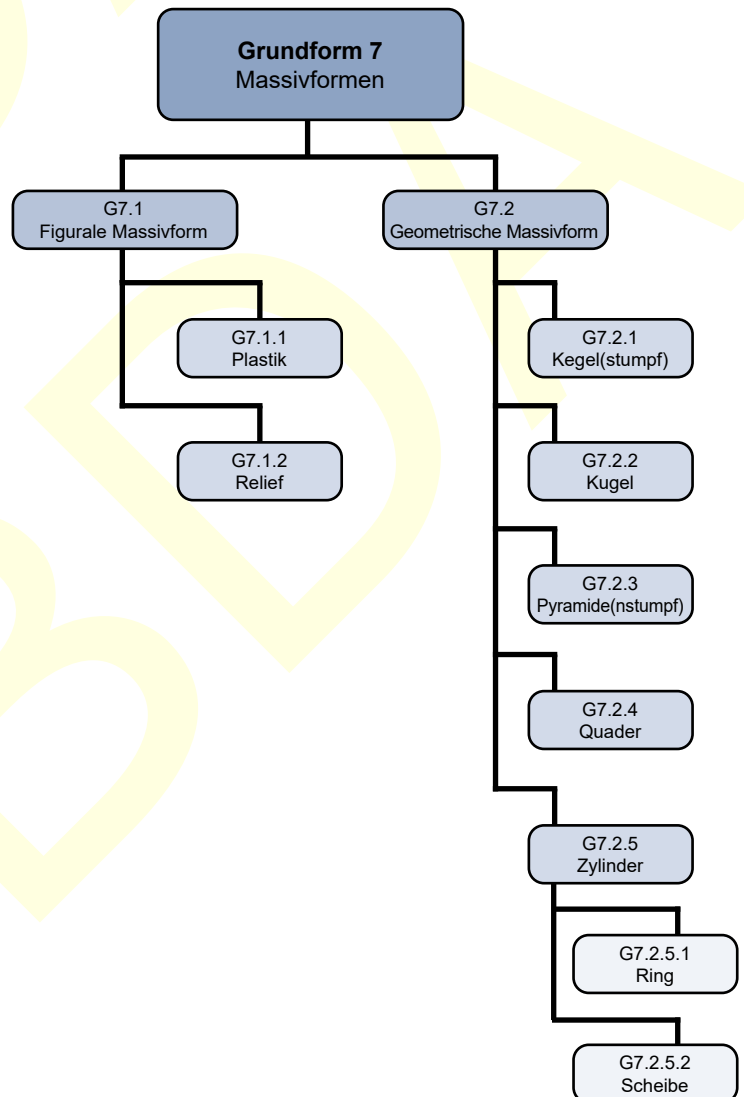 Grundform 7
Massivformen
G7.1
Figurale Massivform
G7.1.1
Plastik
G7.1.2
Relief
G7.2
Geometrische Massivform
G7.2.1
Kegel(stumpf)
G7.2.2
Kugel
G7.2.3
Pyramide(nstumpf)
G7.2.4
Quader
G7.2.5
Zylinder
G7.2.5.1
Ring
G7.2.5.2
Scheibe
BDA